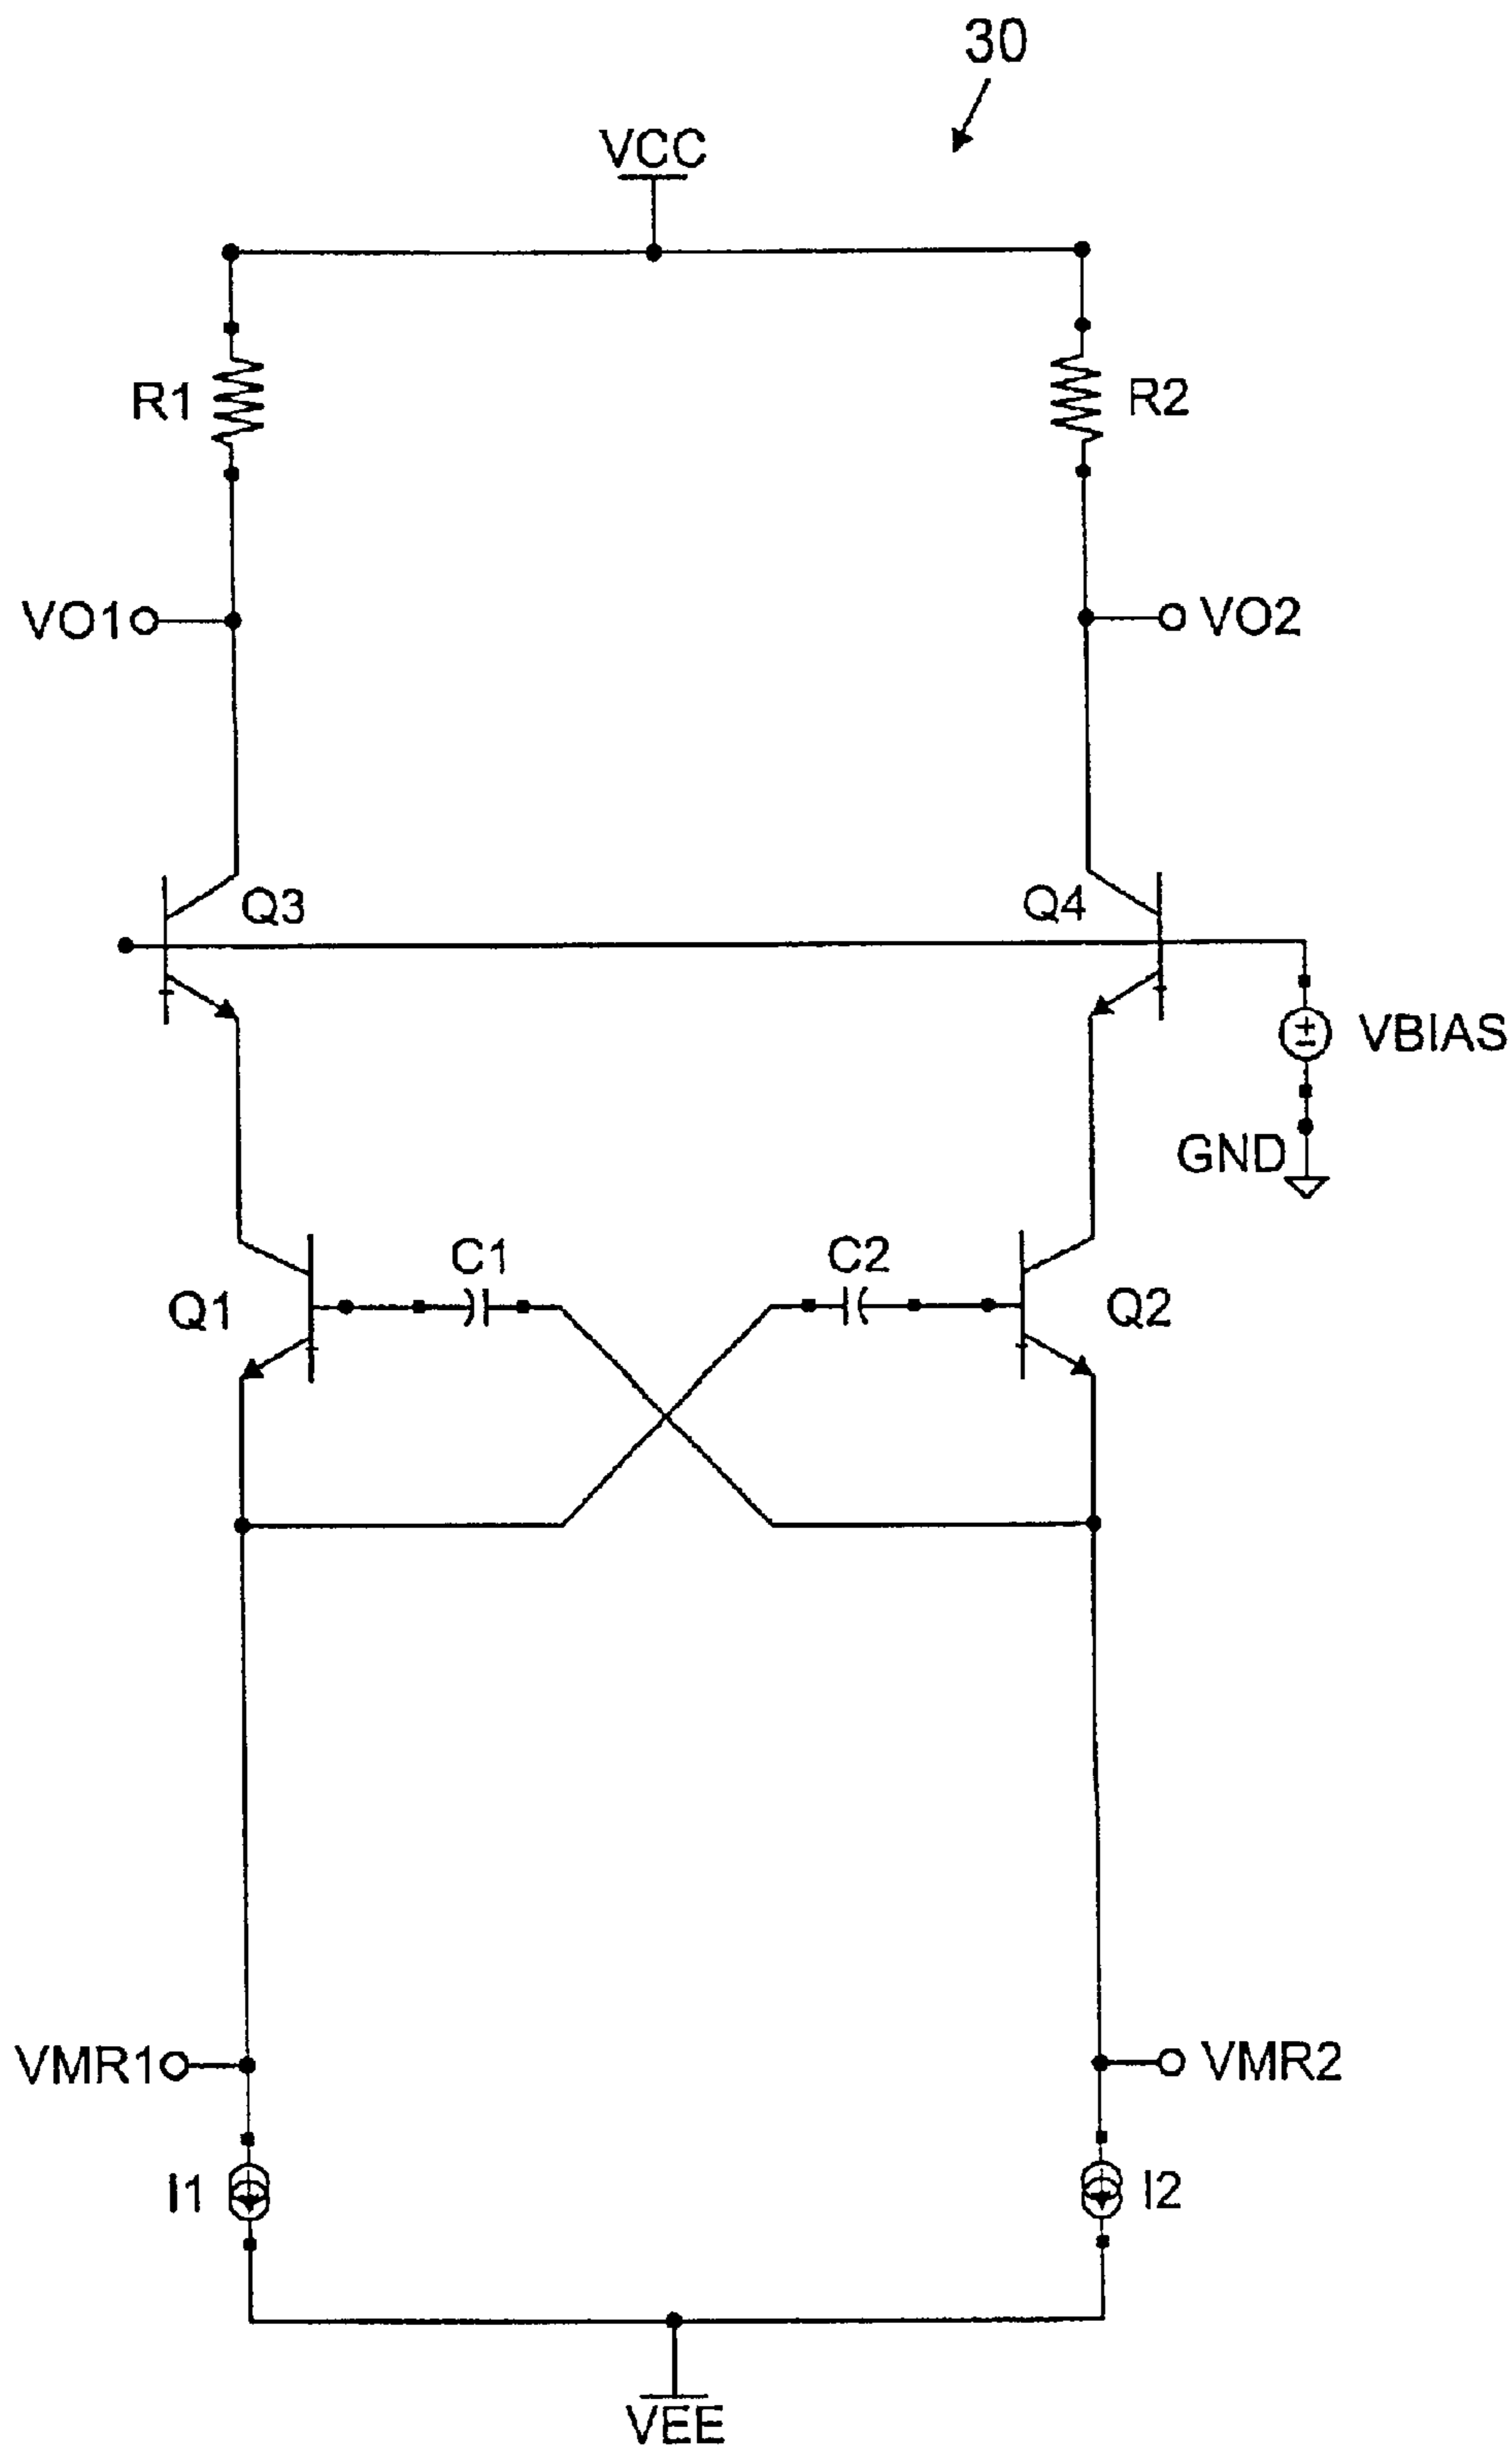 30
VCC
R1
R2
VO1
VO2
Q3
Q4
VBIAS
GND
C1
C2
Q1
Q2
VMR1
VMR2
I1
I2
VEE